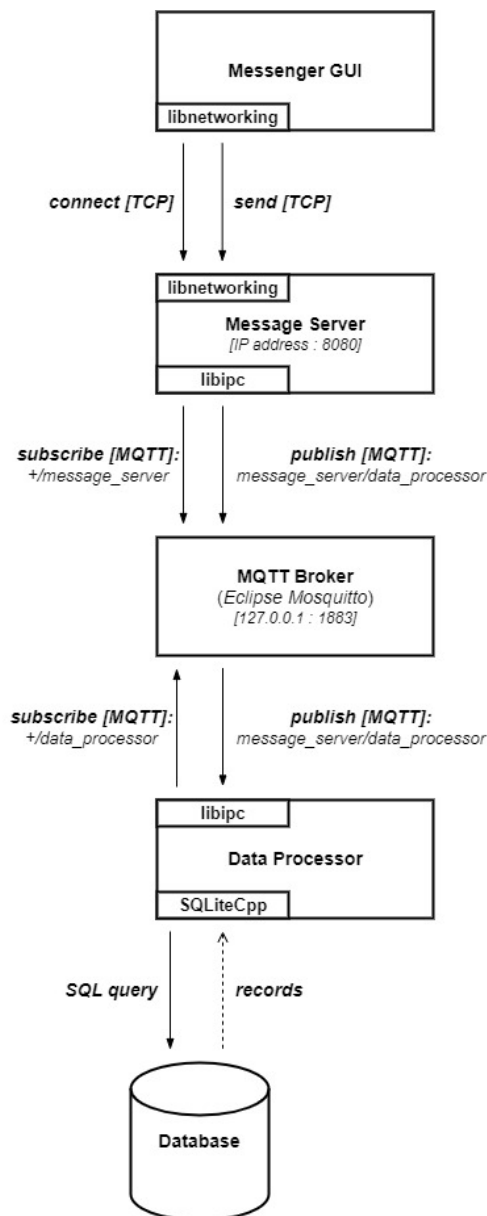 Messenger GUI
libnetworking
connect [TCP]
send [TCP]
libnetworking
Message Server
[IP address : 8080]
libipc
subscribe [MQTT]:
+/message_server
publish [MQTT]:
message_server/data_processor
MQTT Broker
(Eclipse Mosquitto)
[127.0.0.1 : 1883]
subscribe [MQTT]:
+/data_processor
publish [MQTT]:
message_server/data_processor
libipc
Data Processor
SQLiteCpp
SQL query
records
Database